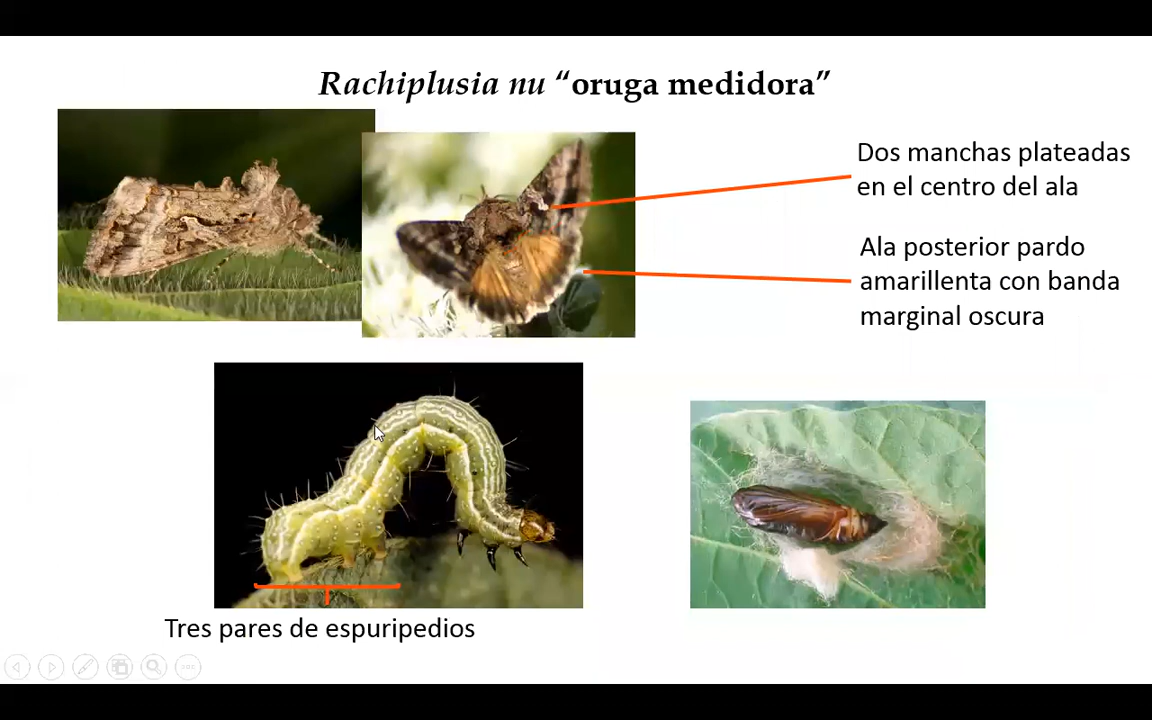 Rachiplusia nu “oruga medidora”
Dos manchas plateadas
en el centro del ala
Ala posterior pardo
amarillenta con banda
marginal oscura
Tres pares de espuripedios